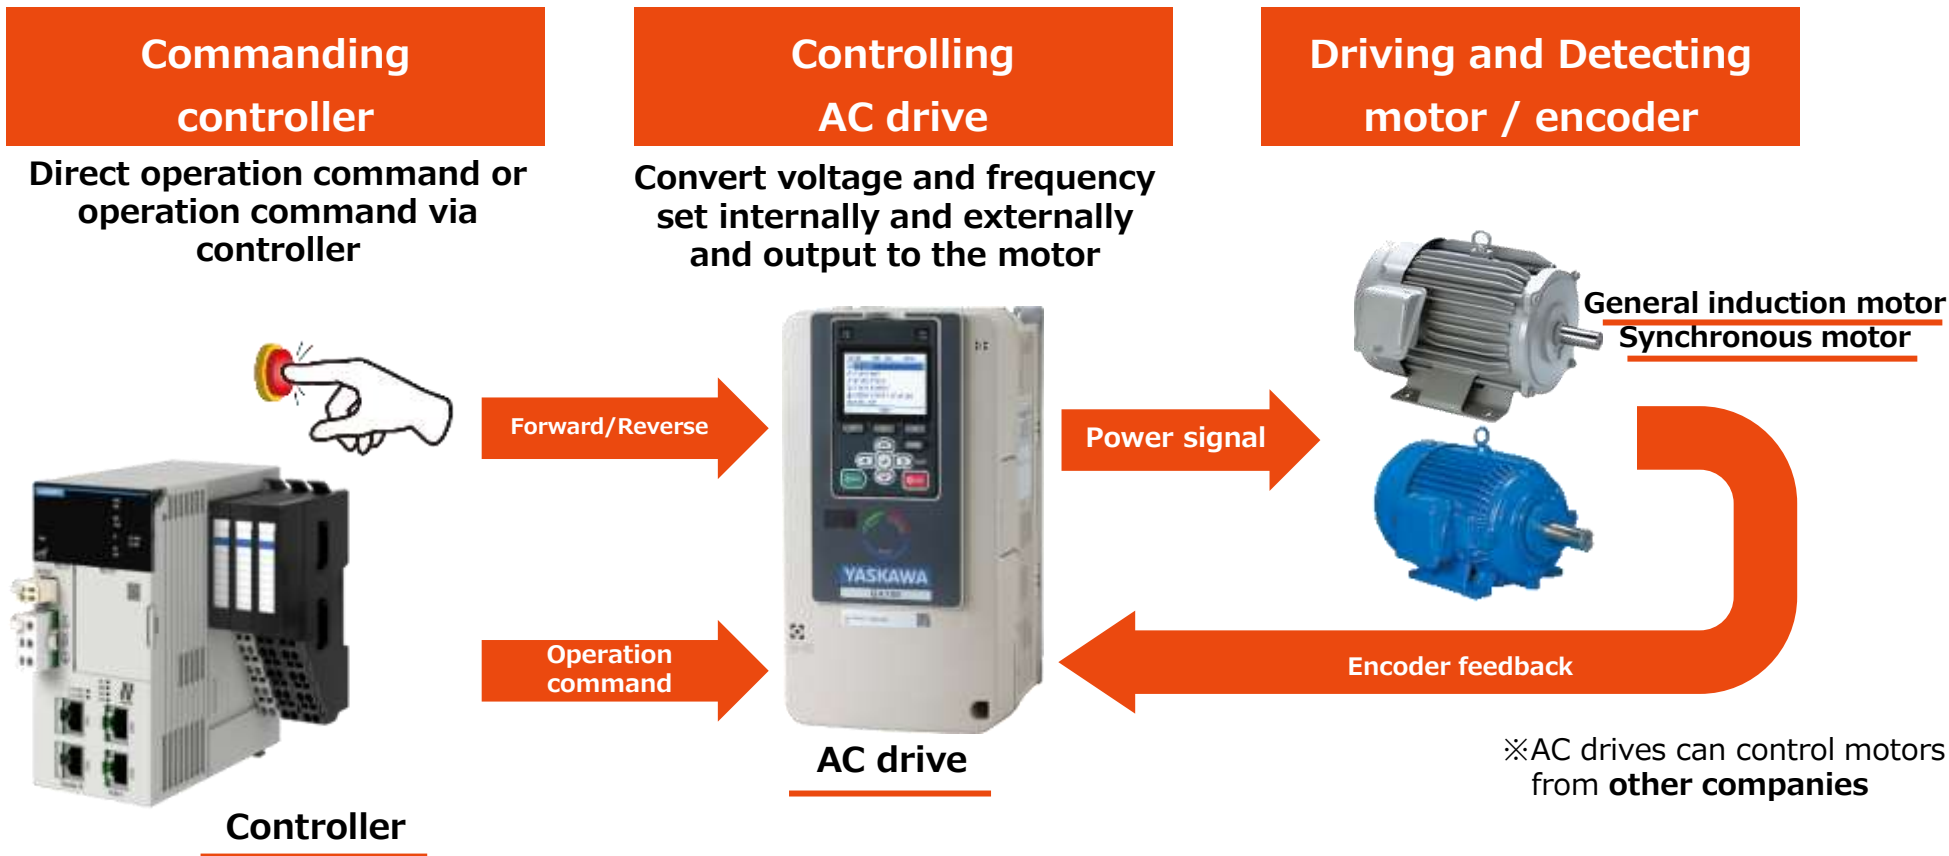 Commanding
controller
Direct operation command or
operation command via
controller
Controlling
AC drive
Convert voltage and frequency
set internally and externally
and output to the motor
Driving and Detecting
motor / encoder
General induction motor
Synchronous motor
Forward/Reverse
Power signal
YASKAWA
Operation
command
Encoder feedback
AC drive
Controller
※AC drives can control motors
from other companies